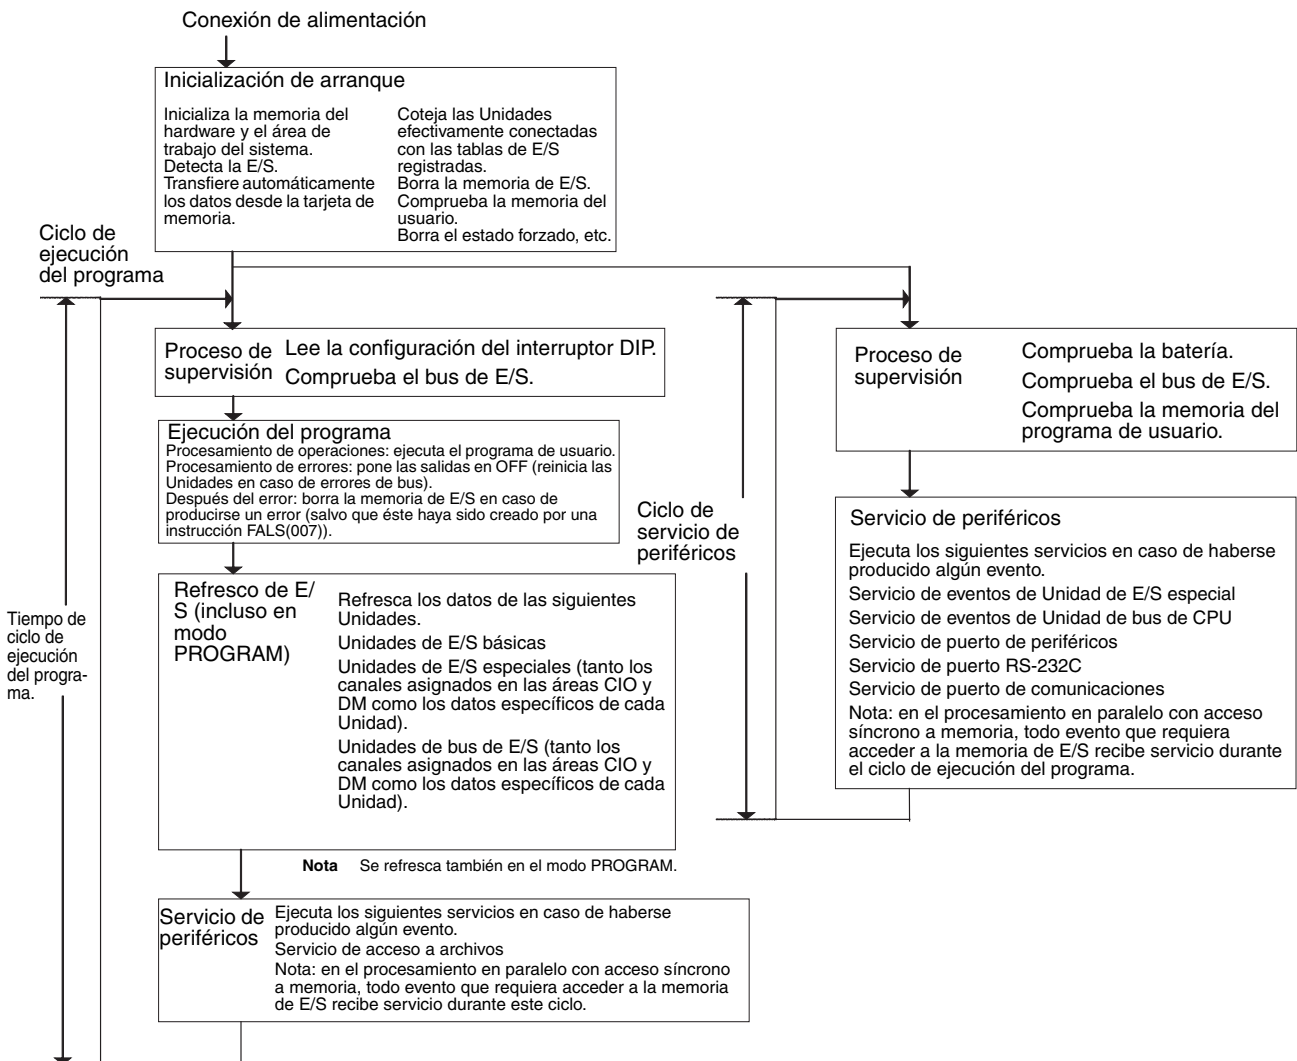 Conexión de alimentación
Inicialización de arranque
Inicializa la memoria del
hardware y el área de
trabajo del sistema.
Detecta la E/S.
Transfiere automáticamente
los datos desde la tarjeta de
memoria.
Coteja las Unidades
efectivamente conectadas
con las tablas de E/S
registradas.
Borra la memoria de E/S.
Comprueba la memoria del
usuario.
Borra el estado forzado, etc.
Ciclo de
ejecución
del programa
Proceso de
supervisión
Lee la configuración del interruptor DIP.
Comprueba el bus de E/S.
Ejecución del programa
Procesamiento de operaciones: ejecuta el programa de usuario.
Procesamiento de errores: pone las salidas en OFF (reinicia las
Unidades en caso de errores de bus).
Después del error: borra la memoria de E/S en caso de
producirse un error (salvo que éste haya sido creado por una
instrucción FALS(007)).
Refresco de E/
S (incluso en
modo
PROGRAM)
Refresca los datos de las siguientes
Unidades.
Unidades de E/S básicas
Unidades de E/S especiales (tanto los
canales asignados en las áreas CIO y
DM como los datos específicos de cada
Unidad).
Unidades de bus de E/S (tanto los
canales asignados en las áreas CIO y
DM como los datos específicos de cada
Unidad).
Tiempo de
ciclo de
ejecución
del progra-
ma.
Nota Se refresca también en el modo PROGRAM.
Servicio de
periféricos
Ejecuta los siguientes servicios en caso de haberse
producido algún evento.
Servicio de acceso a archivos
Nota: en el procesamiento en paralelo con acceso síncrono
a memoria, todo evento que requiera acceder a la memoria
de E/S recibe servicio durante este ciclo.
Ciclo de
servicio de
periféricos
Proceso de
supervisión
Comprueba la batería.
Comprueba el bus de E/S.
Comprueba la memoria del
programa de usuario.
Servicio de periféricos
Ejecuta los siguientes servicios en caso de haberse
producido algún evento.
Servicio de eventos de Unidad de E/S especial
Servicio de eventos de Unidad de bus de CPU
Servicio de puerto de periféricos
Servicio de puerto RS-232C
Servicio de puerto de comunicaciones
Nota: en el procesamiento en paralelo con acceso
síncrono a memoria, todo evento que requiera
acceder a la memoria de E/S recibe servicio durante
el ciclo de ejecución del programa.